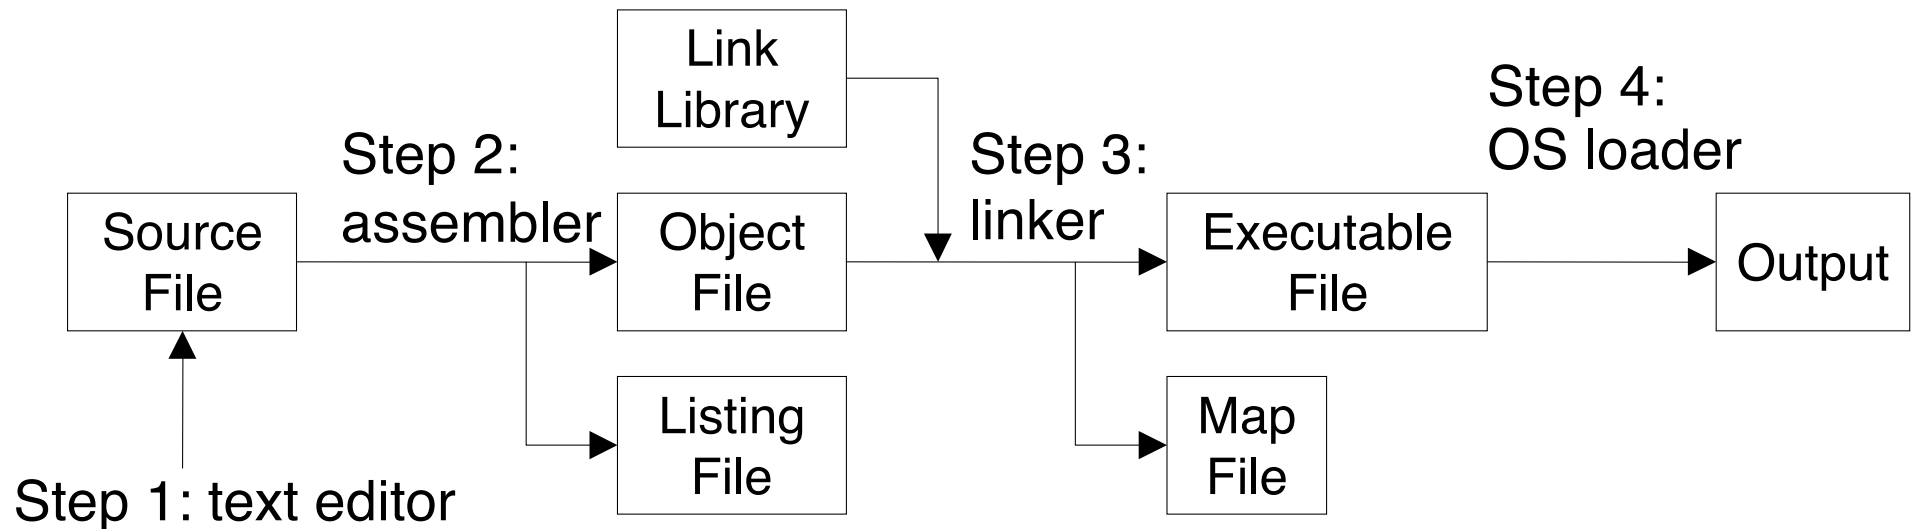 Link
Library
Step 4:
OS loader
Step 2:
assembler
Step 3:
linker
Source
File
Object
File
Executable
File
Output
Listing
File
Map
File
Step 1: text editor